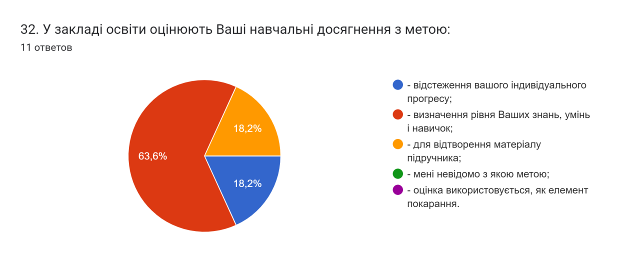 32. У закладі освіти оцінюють Ваші навчальні досягнення з метою:
11 ответов
63,6%
18,2%
18,2%
- відстеження вашого індивідуального
прогресу;
- визначення рівня Ваших знань, умінь
і навичок;
- для відтворення матеріалу
підручника;
- мені невідомо з якою метою;
- оцінка використовується, як елемент
покарання.